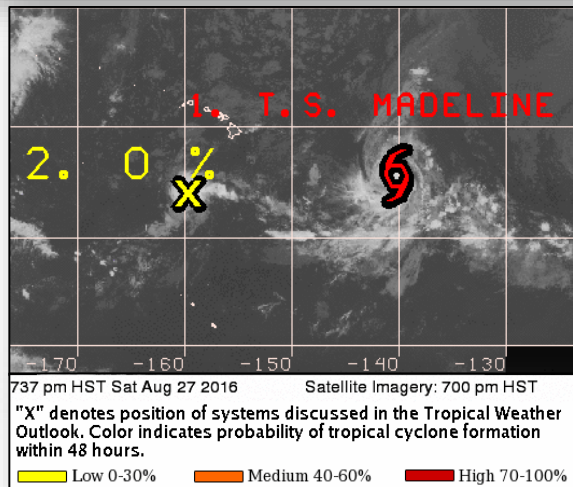 1. T.S. MADELINE
2. 0 %
X
-170 -160 -150 -140 -130
737 pm HST Sat Aug 27 2016 Satellite Imagery: 700 pm HST
"X" denotes position of systems discussed in the Tropical Weather
Outlook. Color indicates probability of tropical cyclone formation
within 48 hours.
Low 0-30% Medium 40-60% High 70-100%